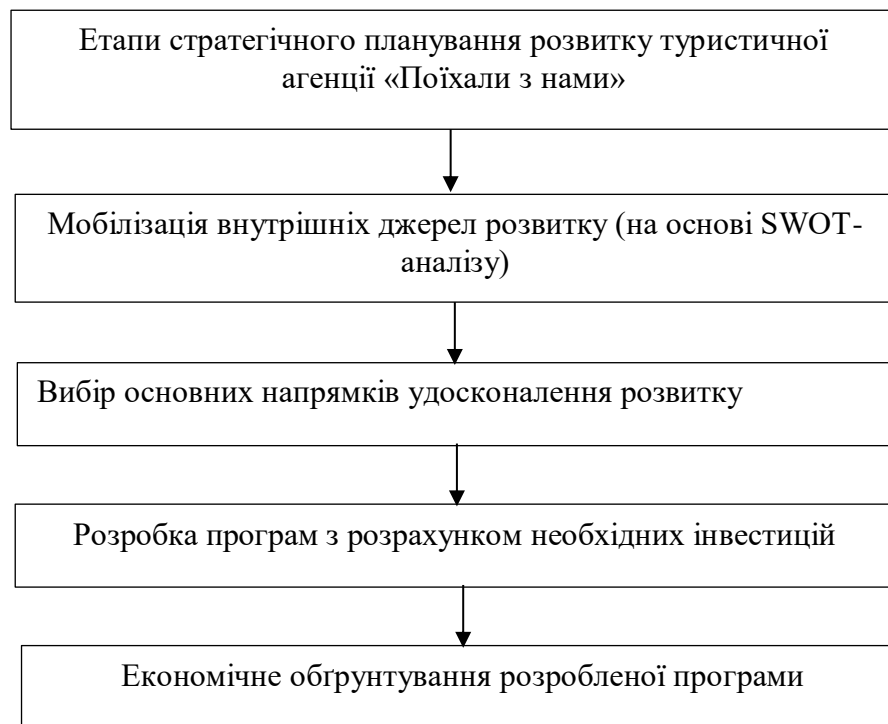 Етапи стратегічного планування розвитку туристичної
агенції «Поїхали з нами»
Мобілізація внутрішніх джерел розвитку (на основі SWOT-
аналізу)
Вибір основних напрямків удосконалення розвитку
Розробка програм з розрахунком необхідних інвестицій
Економічне обґрунтування розробленої програми